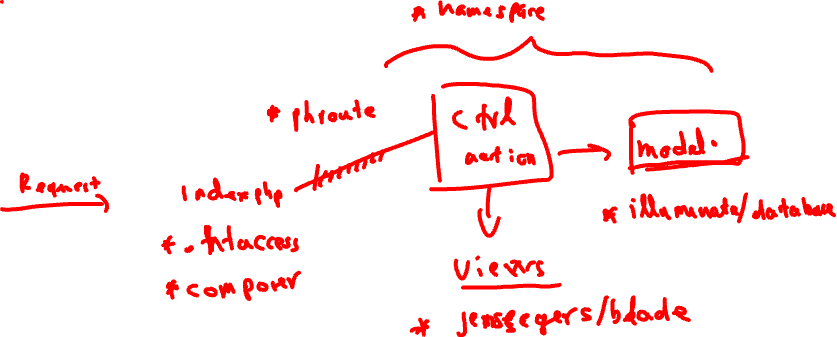 * namespace
* phroute
ctrl
action
model.
Request
index php
* illuminate/database
* .htaccess
views
* composer
* jenssegers/blade